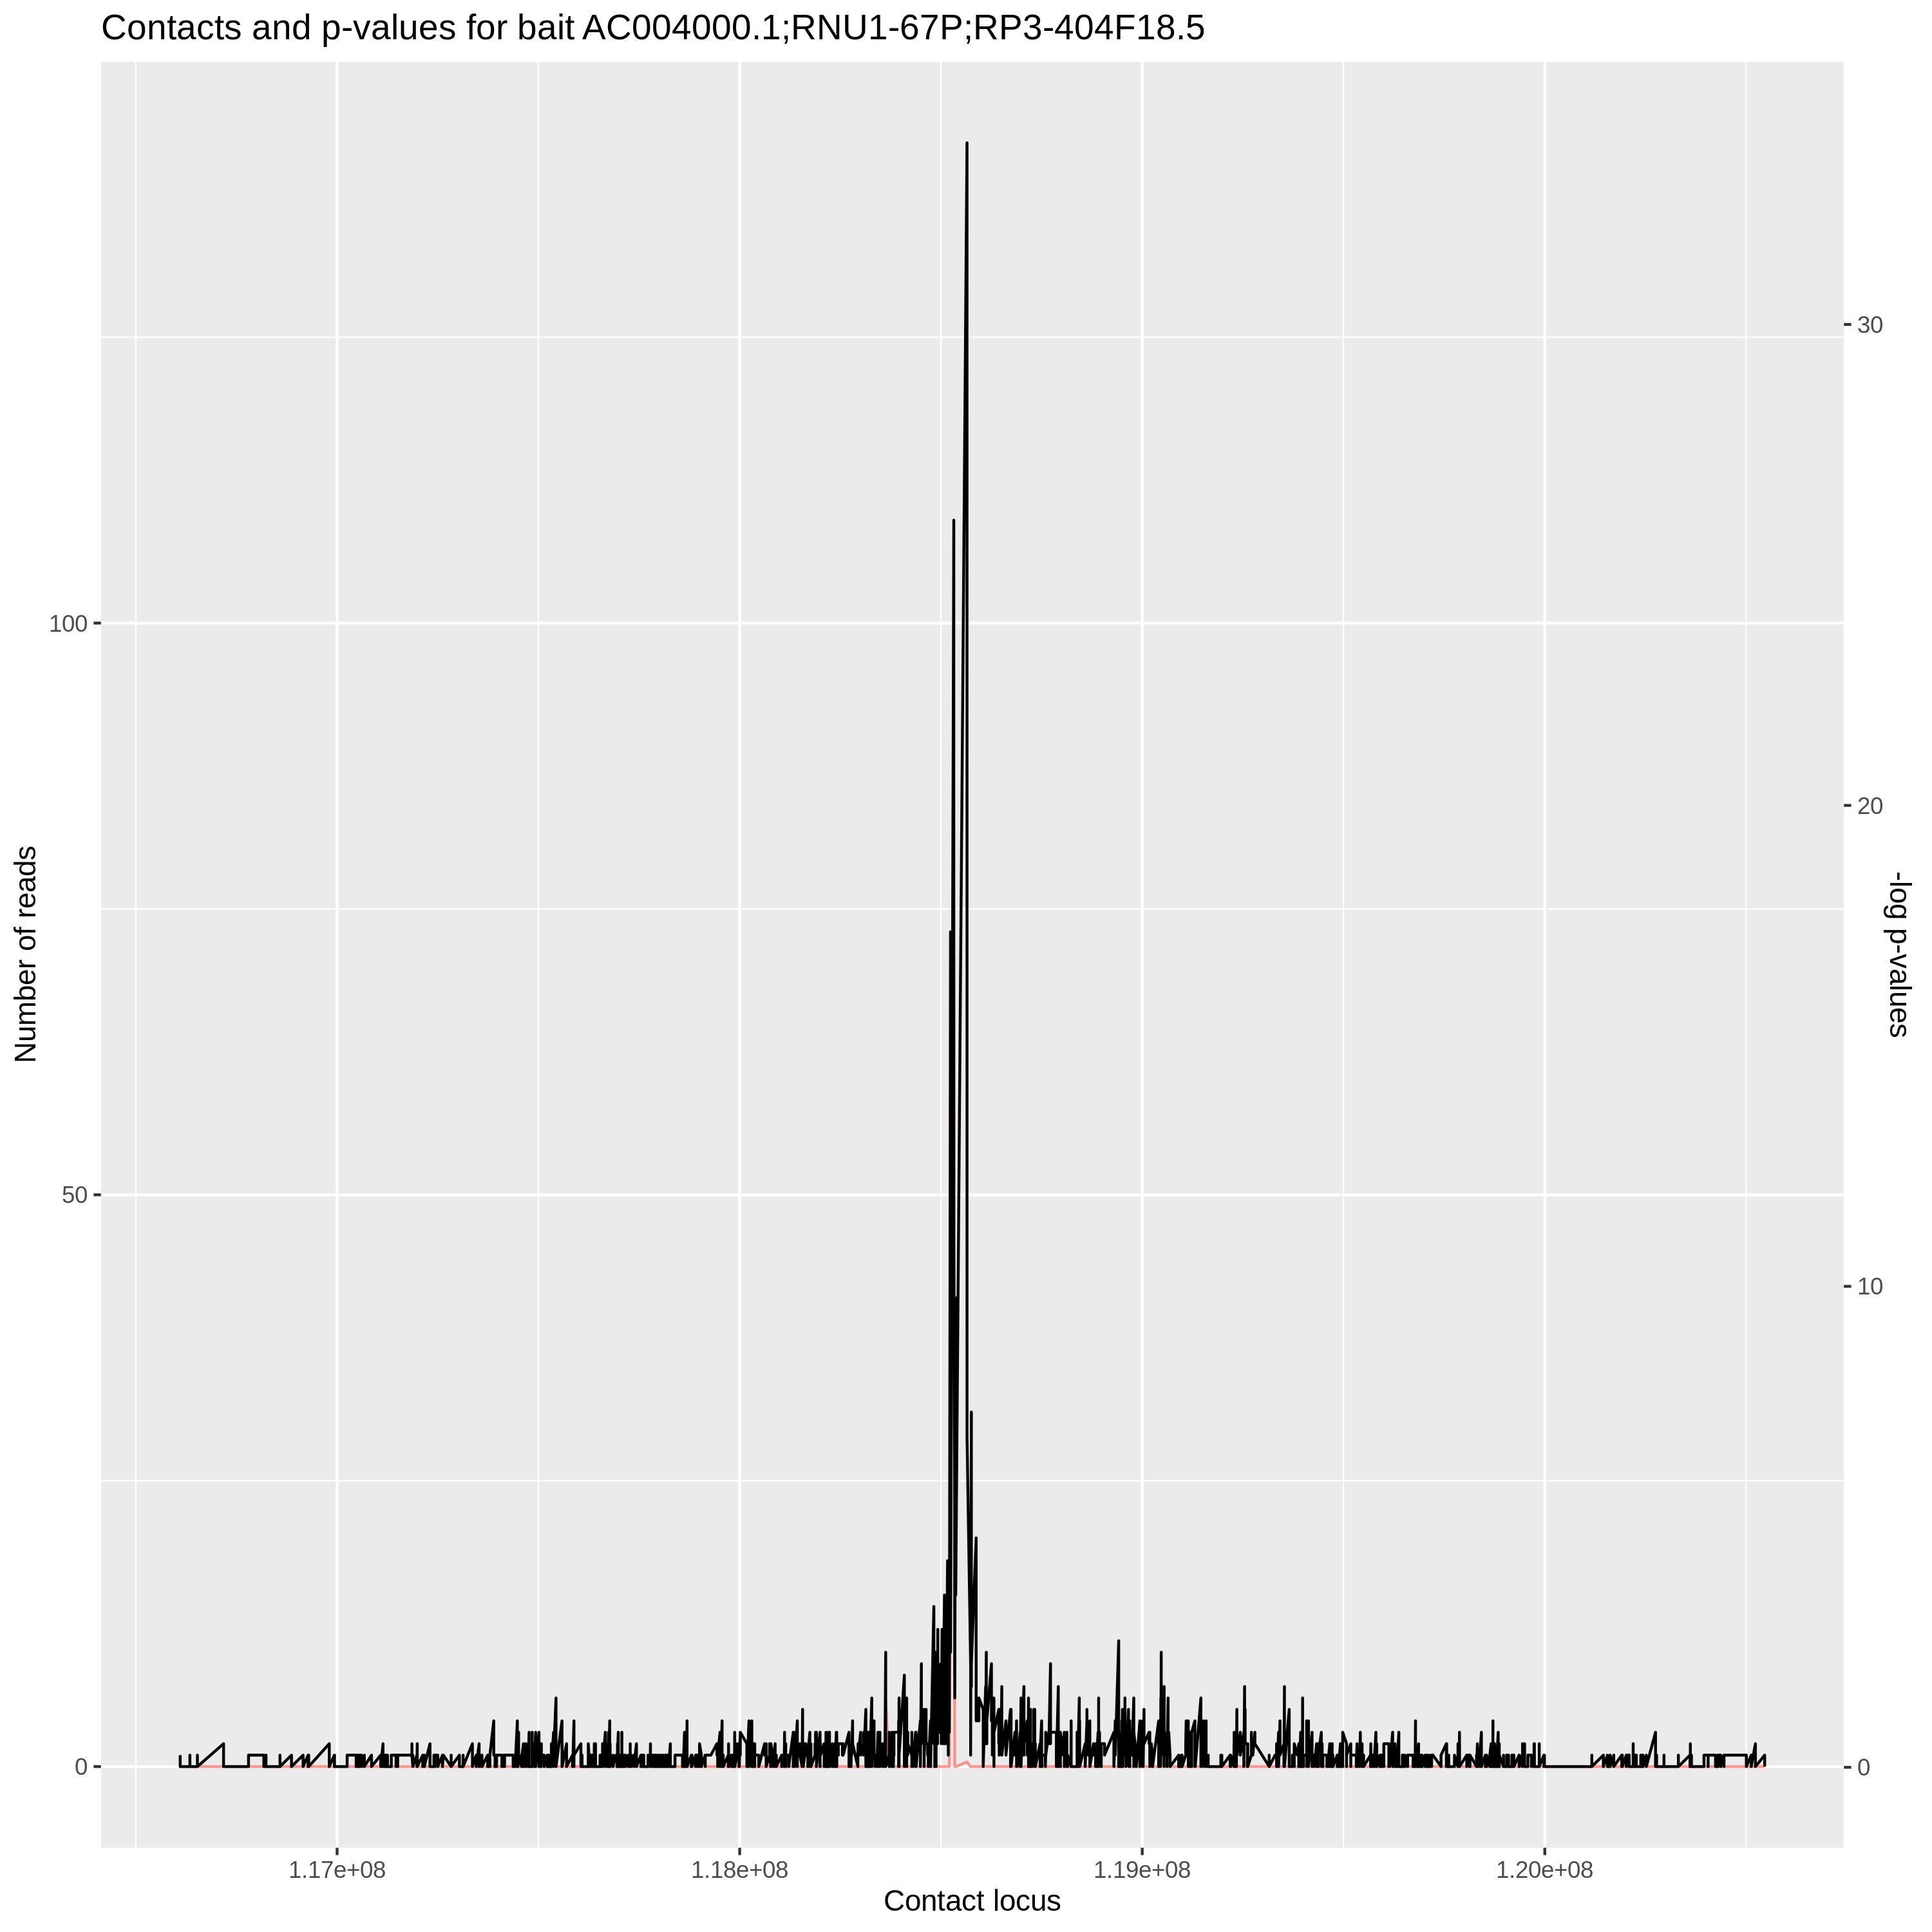 Contacts and p-values for bait AC004000.1;RNU1-67P;RP3-404F18.5
Number of reads
100
50
0
30
20
10
0
-log p-values
1.17e+08 1.18e+08 1.19e+08 1.20e+08
Contact locus